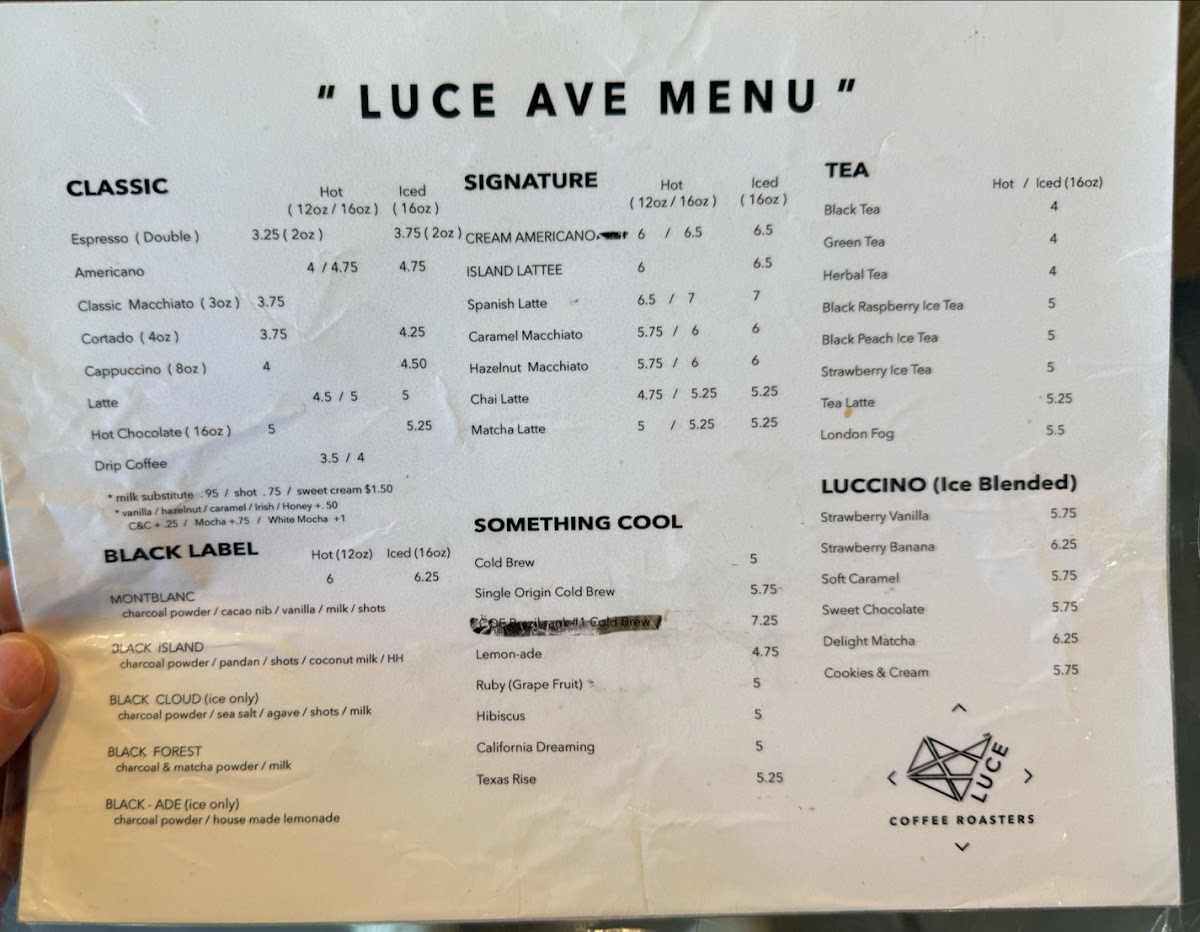 " LUCE AVE MENU "
CLASSIC
Hot Iced
( 12oz / 16oz ) ( 16oz )
Espresso ( Double ) 3.25 ( 2oz ) 3.75 ( 2oz )
Americano 4 / 4.75 4.75
Classic Macchiato ( 3oz ) 3.75
Cortado ( 4oz ) 3.75 4.25
Cappuccino ( 8oz ) 4 4.50
Latte 4.5 / 5 5
Hot Chocolate ( 16oz ) 5 5.25
Drip Coffee 3.5 / 4
* milk substitute .95 / shot .75 / sweet cream $1.50
* vanilla / hazelnut / caramel / Irish / Honey +.50
C&C + .25 / Mocha +.75 / White Mocha +1
BLACK LABEL Hot (12oz) Iced (16oz)
6 6.25
MONTBLANC
charcoal powder / cacao nib / vanilla / milk / shots
BLACK ISLAND
charcoal powder / pandan / shots / coconut milk / HH
BLACK CLOUD (ice only)
charcoal powder / sea salt / agave / shots / milk
BLACK FOREST
charcoal & matcha powder / milk
BLACK - ADE (ice only)
charcoal powder / house made lemonade
SIGNATURE
Hot Iced
( 12oz / 16oz ) ( 16oz )
CREAM AMERICANO 6 / 6.5 6.5
ISLAND LATTEE 6 6.5
Spanish Latte 6.5 / 7 7
Caramel Macchiato 5.75 / 6 6
Hazelnut Macchiato 5.75 / 6 6
Chai Latte 4.75 / 5.25 5.25
Matcha Latte 5 / 5.25 5.25
SOMETHING COOL
Cold Brew 5
Single Origin Cold Brew 5.75
#1 Cold Brew 7.25
Lemon-ade 4.75
Ruby (Grape Fruit) 5
Hibiscus 5
California Dreaming 5
Texas Rise 5.25
TEA
Hot / Iced (16oz)
Black Tea 4
Green Tea 4
Herbal Tea 4
Black Raspberry Ice Tea 5
Black Peach Ice Tea 5
Strawberry Ice Tea 5
Tea Latte 5.25
London Fog 5.5
LUCCINO (Ice Blended)
Strawberry Vanilla 5.75
Strawberry Banana 6.25
Soft Caramel 5.75
Sweet Chocolate 5.75
Delight Matcha 6.25
Cookies & Cream 5.75
LUCE
COFFEE ROASTERS